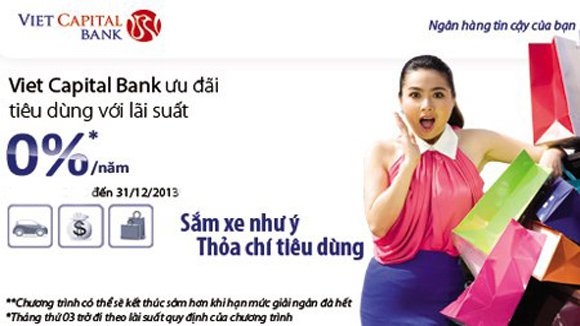 VIET CAPITAL
BANK
Ngân hàng tin cậy của bạn
Viet Capital Bank ưu đãi
tiêu dùng với lãi suất
0%*/năm
đến 31/12/2013
Sắm xe như ý
Thỏa chí tiêu dùng
**Chương trình có thể sẽ kết thúc sớm hơn khi hạn mức giải ngân đã hết
*Tháng thứ 03 trở đi theo lãi suất quy định của chương trình